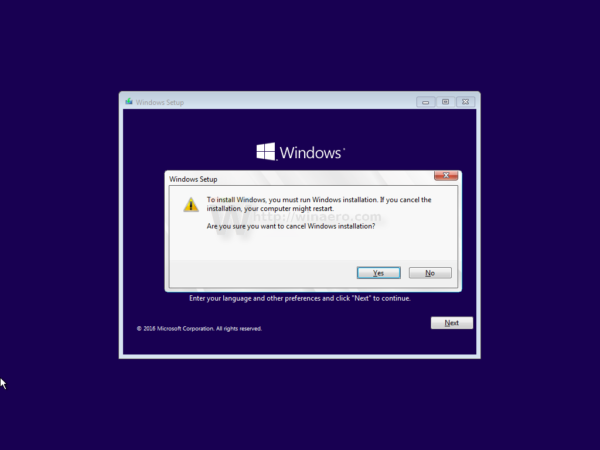 Windows Setup
Windows
Windows Setup
To install Windows, you must run Windows installation. If you cancel the
installation, your computer might restart.
http://winaero.com
Are you sure you want to cancel Windows installation?
Yes
No
Enter your language and other preferences and click "Next" to continue.
Next
© 2016 Microsoft Corporation. All rights reserved.